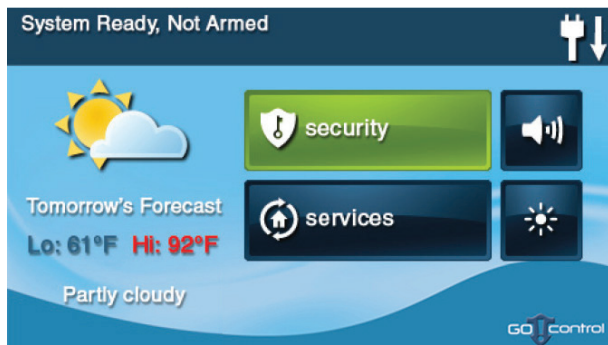 System Ready, Not Armed
security
Tomorrow's Forecast
services
Lo: 61°F Hi: 92°F
Partly cloudy
GO!control